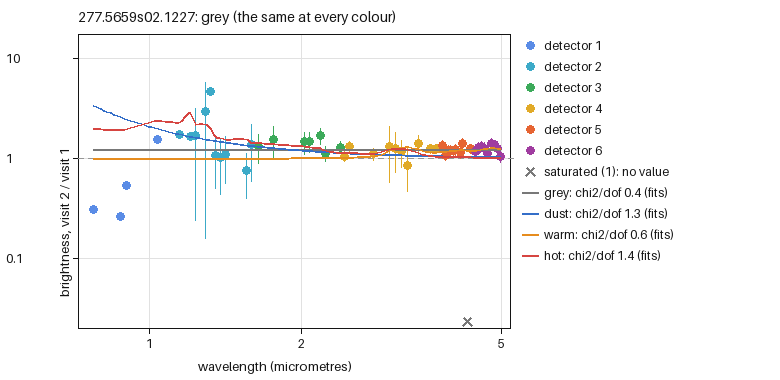 277.5659s02.1227: grey (the same at every colour)
brightness, visit 2 / visit 1
10
1
0.1
1
2
5
wavelength (micrometres)
detector 1
detector 2
detector 3
detector 4
detector 5
detector 6
saturated (1): no value
grey: chi2/dof 0.4 (fits)
dust: chi2/dof 1.3 (fits)
warm: chi2/dof 0.6 (fits)
hot: chi2/dof 1.4 (fits)